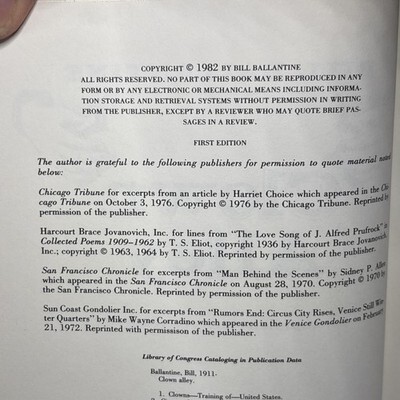 COPYRIGHT © 1982 BY BILL BALLANTINE
ALL RIGHTS RESERVED. NO PART OF THIS BOOK MAY BE REPRODUCED IN ANY
FORM OR BY ANY ELECTRONIC OR MECHANICAL MEANS INCLUDING INFORMA-
TION STORAGE AND RETRIEVAL SYSTEMS WITHOUT PERMISSION IN WRITING
FROM THE PUBLISHER, EXCEPT BY A REVIEWER WHO MAY QUOTE BRIEF PAS-
SAGES IN A REVIEW.
FIRST EDITION
The author is grateful to the following publishers for permission to quote material noted
below:
Chicago Tribune for excerpts from an article by Harriet Choice which appeared in the Chi-
cago Tribune on October 3, 1976. Copyright © 1976 by the Chicago Tribune. Reprinted by
permission of the publisher.
Harcourt Brace Jovanovich, Inc. for lines from "The Love Song of J. Alfred Prufrock" in
Collected Poems 1909–1962 by T. S. Eliot, copyright 1936 by Harcourt Brace Jovanovich,
Inc.; copyright © 1963, 1964 by T. S. Eliot. Reprinted by permission of the publisher.
San Francisco Chronicle for excerpts from "Man Behind the Scenes" by Sidney P. Allen
which appeared in the San Francisco Chronicle on August 28, 1970. Copyright © 1970 by
the San Francisco Chronicle. Reprinted by permission of the publisher.
Sun Coast Gondolier Inc. for excerpts from "Rumors End: Circus City Rises, Venice Still Win-
ter Quarters" by Mike Wayne Corradino which appeared in the Venice Gondolier on February
21, 1972. Reprinted with permisison of the publisher.
Library of Congress Cataloging in Publication Data
Ballantine, Bill, 1911-
Clown alley.
1. Clowns—Training of—United States.